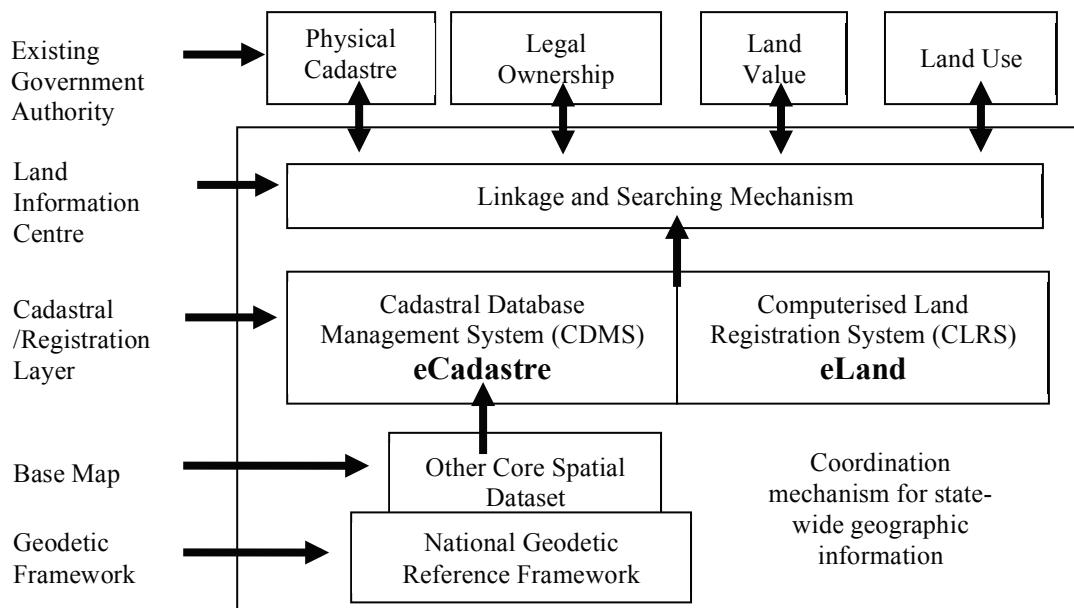 Existing
Government
Authority
Physical
Cadastre
Legal
Ownership
Land
Value
Land Use
Land
Information
Centre
Linkage and Searching Mechanism
Cadastral
/Registration
Layer
Cadastral Database
Management System (CDMS)
eCadastre
Computerised Land
Registration System (CLRS)
eLand
Base Map
Other Core Spatial
Dataset
Coordination
mechanism for state-
wide geographic
information
Geodetic
Framework
National Geodetic
Reference Framework